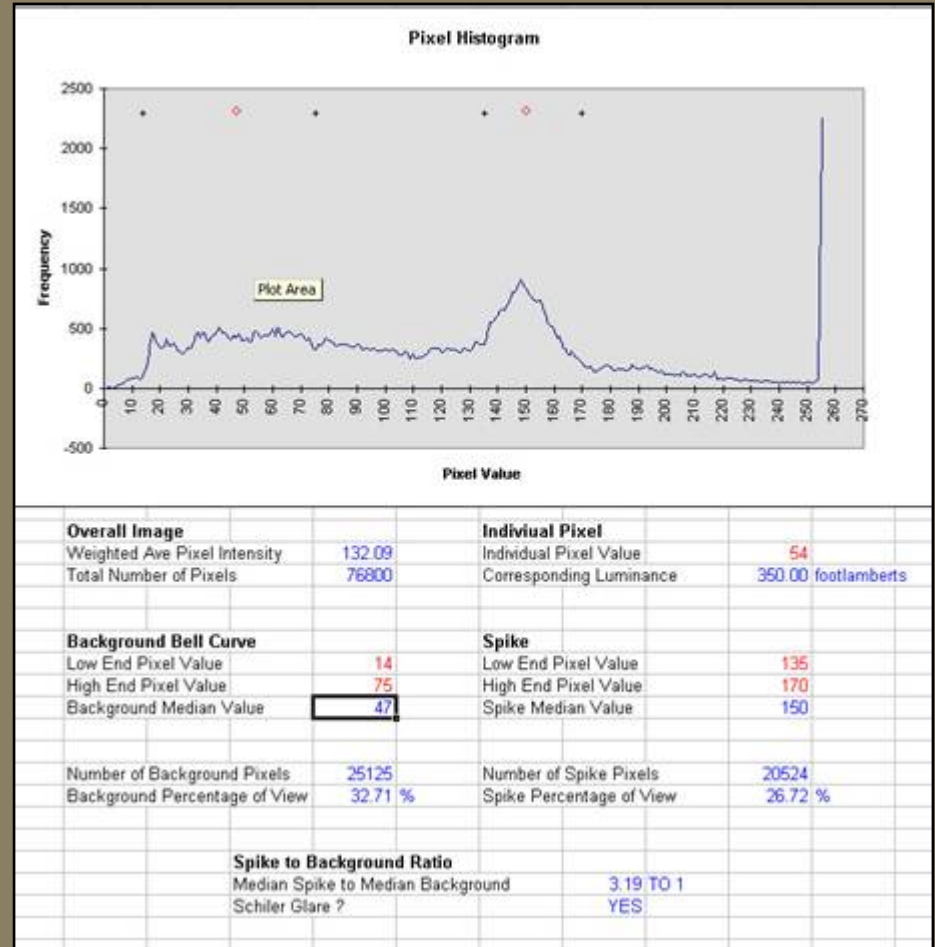 Pixel Histogram
2500
2000
1500
1000
500
0
-500
Frequency
Plot Area
0 10 20 30 40 50 60 70 80 90 100 110 120 130 140 150 160 170 180 190 200 210 220 230 240 250 260 270
Pixel Value
Overall Image Indiviual Pixel
Weighted Ave Pixel Intensity 132.09 Individual Pixel Value 54
Total Number of Pixels 76800 Corresponding Luminance 350.00 footlamberts
Background Bell Curve Spike
Low End Pixel Value 14 Low End Pixel Value 135
High End Pixel Value 75 High End Pixel Value 170
Background Median Value 47 Spike Median Value 150
Number of Background Pixels 25125 Number of Spike Pixels 20524
Background Percentage of View 32.71 % Spike Percentage of View 26.72 %
Spike to Background Ratio
Median Spike to Median Background 3.19 TO 1
Schiler Glare ? YES